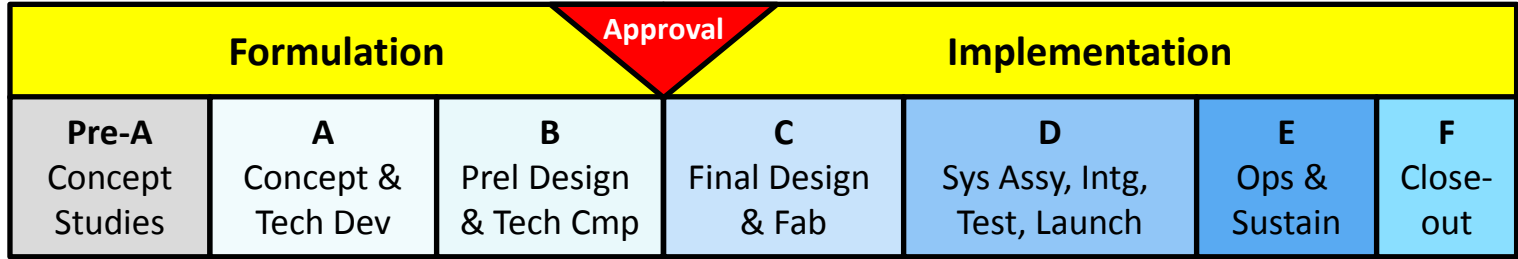 Formulation
Approval
Implementation
Pre-A
Concept
Studies
A
Concept &
Tech Dev
B
Prel Design
& Tech Cmp
C
Final Design
& Fab
D
Sys Assy, Intg,
Test, Launch
E
Ops &
Sustain
F
Close-
out